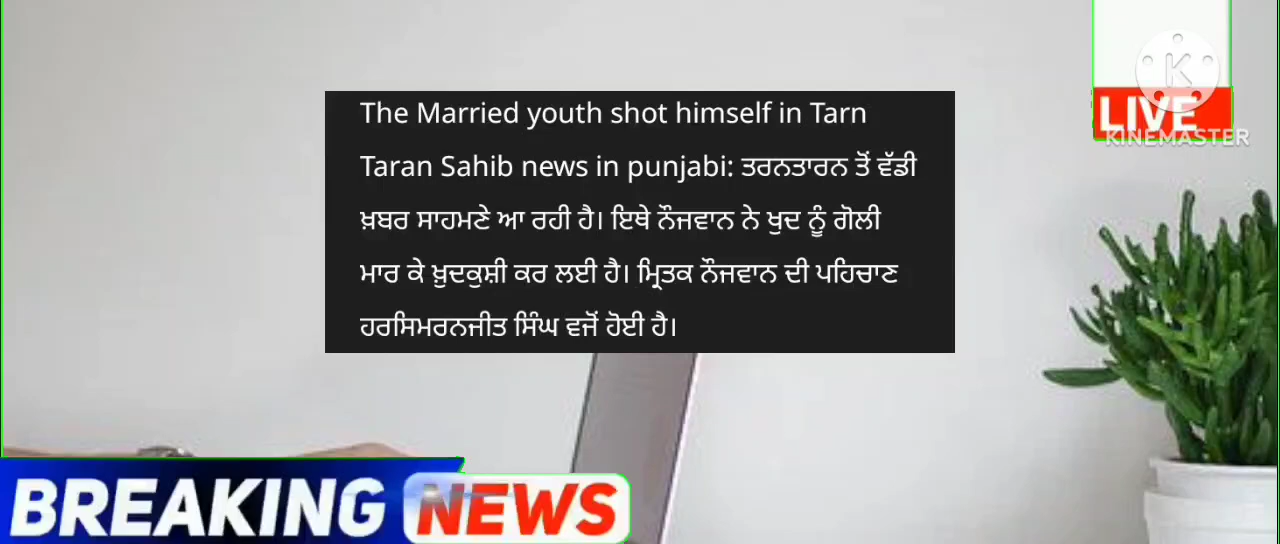 LIVE
KINEMASTER
The Married youth shot himself in Tarn
Taran Sahib news in punjabi: ਤਰਨਤਾਰਨ ਤੋਂ ਵੱਡੀ
ਖ਼ਬਰ ਸਾਹਮਣੇ ਆ ਰਹੀ ਹੈ। ਇਥੇ ਨੌਜਵਾਨ ਨੇ ਖੁਦ ਨੂੰ ਗੋਲੀ
ਮਾਰ ਕੇ ਖ਼ੁਦਕੁਸ਼ੀ ਕਰ ਲਈ ਹੈ। ਮ੍ਰਿਤਕ ਨੌਜਵਾਨ ਦੀ ਪਹਿਚਾਣ
ਹਰਸਿਮਰਨਜੀਤ ਸਿੰਘ ਵਜੋਂ ਹੋਈ ਹੈ।
BREAKING NEWS